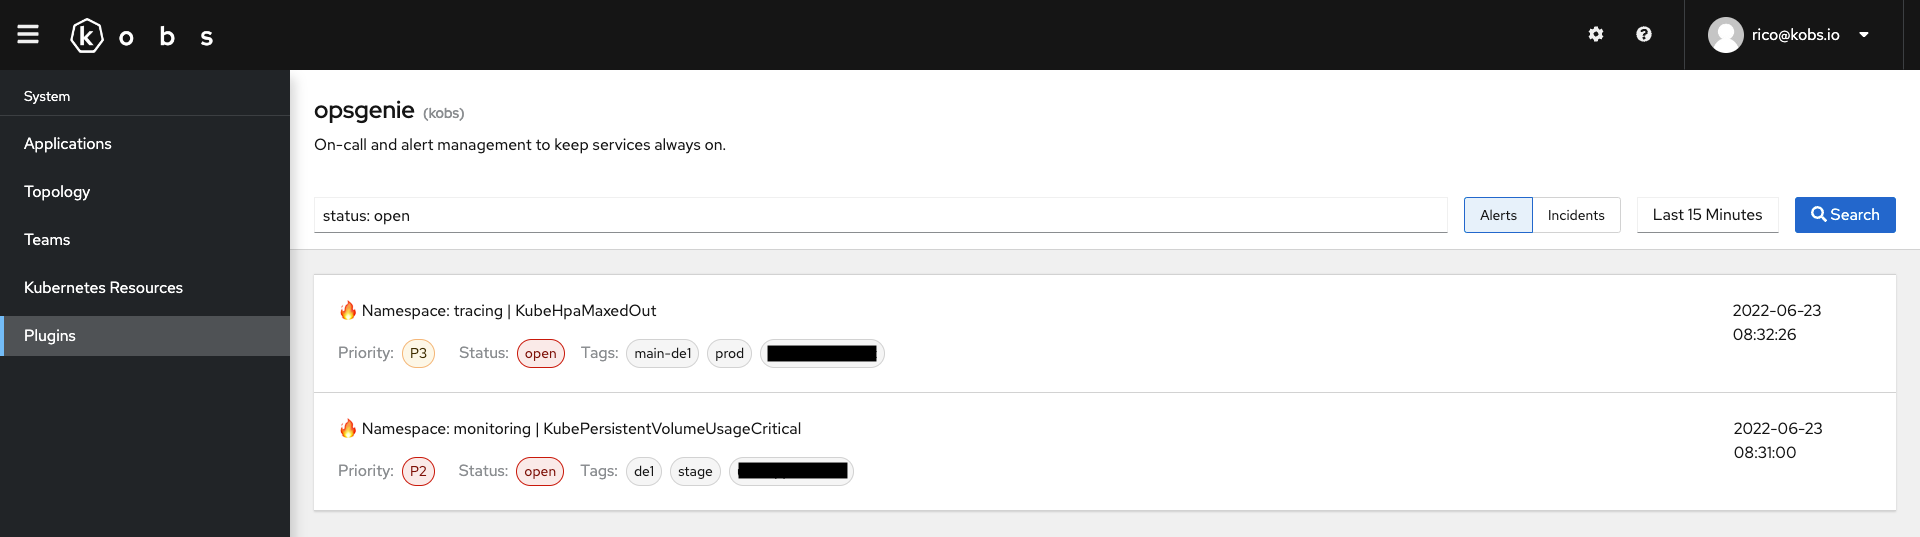 k o b s
rico@kobs.io
System
Applications
Topology
Teams
Kubernetes Resources
Plugins
opsgenie (kobs)
On-call and alert management to keep services always on.
status: open
Alerts Incidents Last 15 Minutes Search
🔥 Namespace: tracing | KubeHpaMaxedOut 2022-06-23
08:32:26
Priority: P3 Status: open Tags: main-de1 prod
🔥 Namespace: monitoring | KubePersistentVolumeUsageCritical 2022-06-23
08:31:00
Priority: P2 Status: open Tags: de1 stage